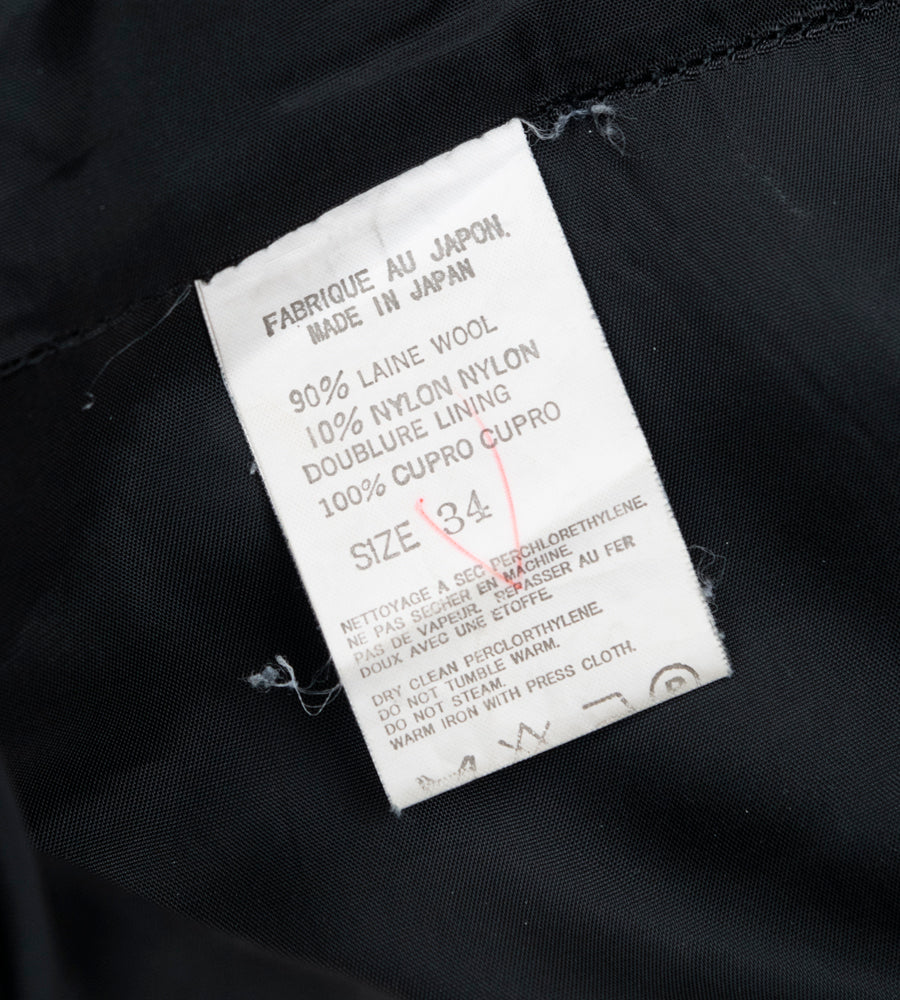 FABRIQUE AU JAPON.
MADE IN JAPAN
90% LAINE WOOL
10% NYLON NYLON
DOUBLURE LINING
100% CUPRO CUPRO
SIZE 34
NETTOYAGE A SEC PERCHLORETHYLENE.
NE PAS SECHER EN MACHINE.
PAS DE VAPEUR. REPASSER AU FER
DOUX AVEC UNE ETOFFE.
DRY CLEAN PERCLORTHYLENE.
DO NOT TUMBLE WARM.
DO NOT STEAM.
WARM IRON WITH PRESS CLOTH.
P